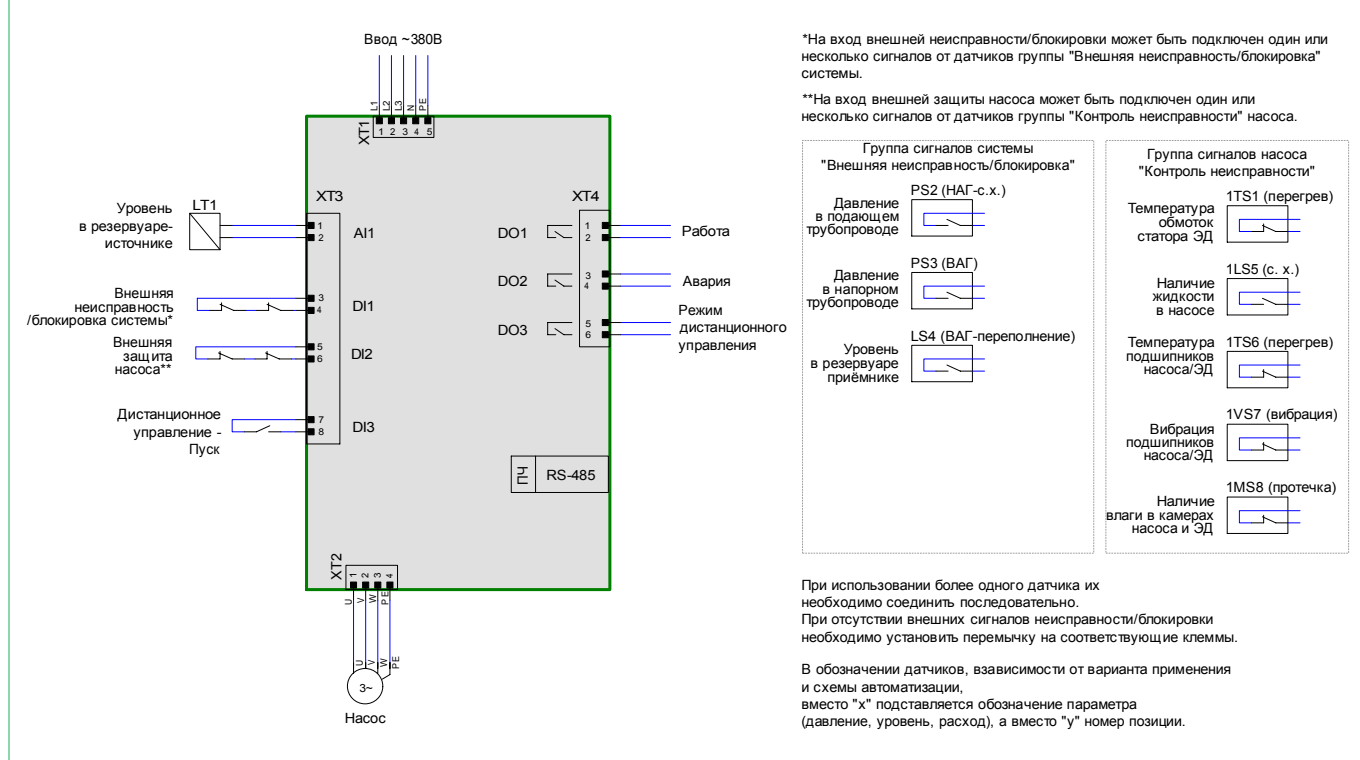 Ввод ~380В
L1
L2
L3
N
PE
XT1
1 2 3 4 5
XT3
XT4
Уровень
в резервуаре-
источнике
LT1
1
2
AI1
Внешняя
неисправность
/блокировка системы*
3
4
DI1
Внешняя
защита
насоса**
5
6
DI2
Дистанционное
управление -
Пуск
7
8
DI3
DO1
1
2
Работа
DO2
3
4
Авария
DO3
5
6
Режим
дистанционного
управления
ПЧ
RS-485
XT2
1 2 3 4
U
V
W
PE
U
V
W
PE
3~
Насос
*На вход внешней неисправности/блокировки может быть подключен один или
несколько сигналов от датчиков группы "Внешняя неисправность/блокировка"
системы.
**На вход внешней защиты насоса может быть подключен один или
несколько сигналов от датчиков группы "Контроль неисправности" насоса.
Группа сигналов системы
"Внешняя неисправность/блокировка"
PS2 (НАГ-с.х.)
Давление
в подающем
трубопроводе
PS3 (ВАГ)
Давление
в напорном
трубопроводе
LS4 (ВАГ-переполнение)
Уровень
в резервуаре
приёмнике
Группа сигналов насоса
"Контроль неисправности"
1TS1 (перегрев)
Температура
обмоток
статора ЭД
1LS5 (с. х.)
Наличие
жидкости
в насосе
1TS6 (перегрев)
Температура
подшипников
насоса/ЭД
1VS7 (вибрация)
Вибрация
подшипников
насоса/ЭД
1MS8 (протечка)
Наличие
влаги в камерах
насоса и ЭД
При использовании более одного датчика их
необходимо соединить последовательно.
При отсутствии внешних сигналов неисправности/блокировки
необходимо установить перемычку на соответствующие клеммы.
В обозначении датчиков, взависимости от варианта применения
и схемы автоматизации,
вместо "х" подставляется обозначение параметра
(давление, уровень, расход), а вместо "у" номер позиции.